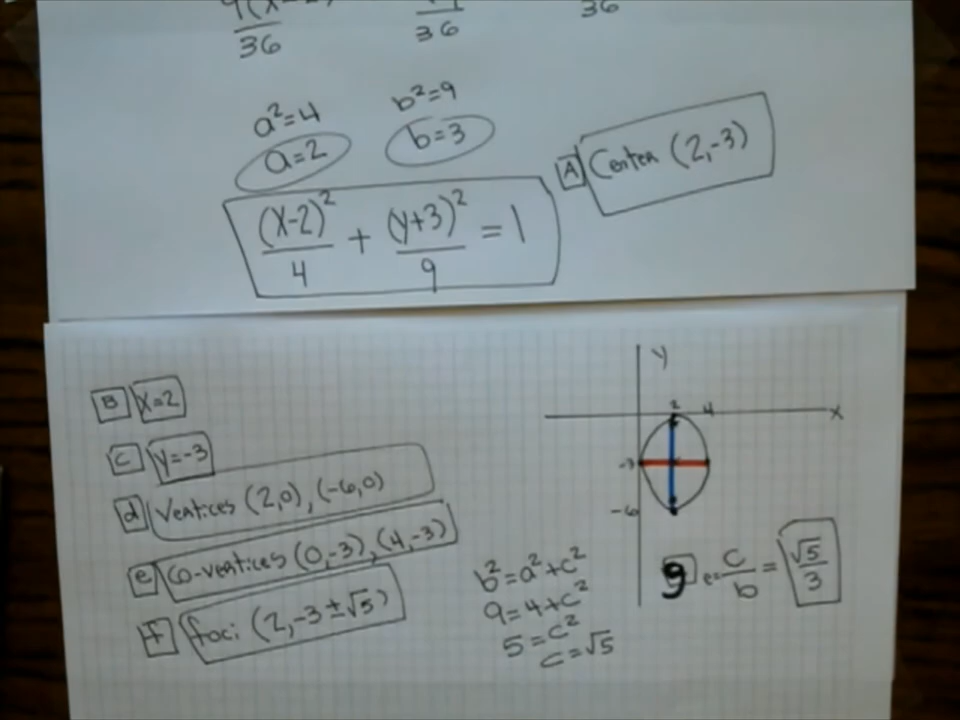 36 36 36
a²=4 b²=9
a=2 b=3
A Center (2,-3)
(x-2)²/4 + (y+3)²/9 = 1
B x=2
C y=-3
d Vertices (2,0), (-6,0)
e Co-vertices (0,-3), (4,-3)
f foci (2,-3±√5)
b²=a²+c²
9=4+c²
5=c²
c=√5
y
2 4 x
-3
-6
9 e=c/b=√5/3